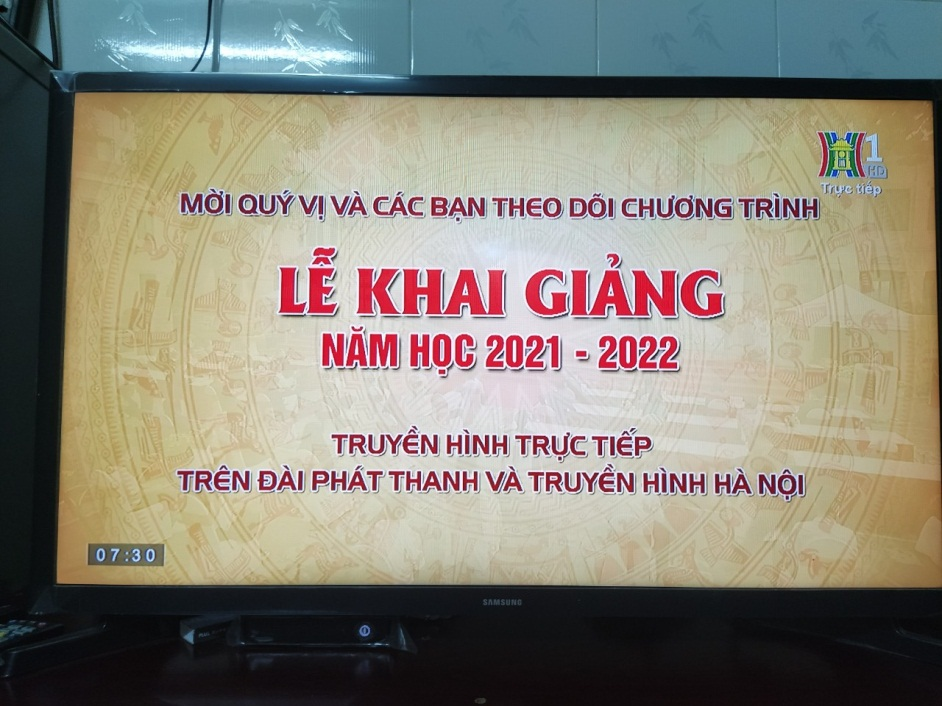 1
HD
Trực tiếp
MỜI QUÝ VỊ VÀ CÁC BẠN THEO DÕI CHƯƠNG TRÌNH
LỄ KHAI GIẢNG
NĂM HỌC 2021 - 2022
TRUYỀN HÌNH TRỰC TIẾP
TRÊN ĐÀI PHÁT THANH VÀ TRUYỀN HÌNH HÀ NỘI
07:30
SAMSUNG